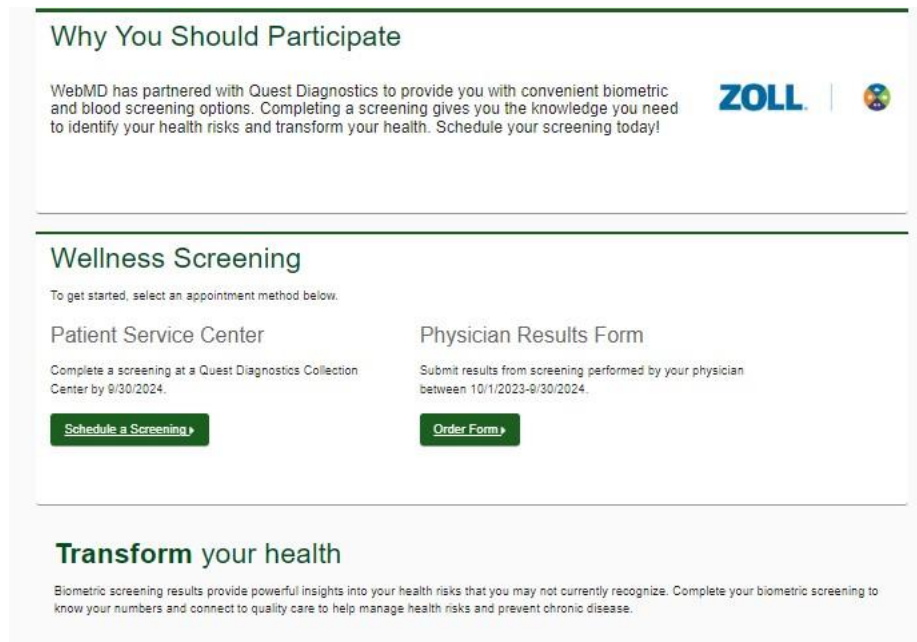 Why You Should Participate
WebMD has partnered with Quest Diagnostics to provide you with convenient biometric
and blood screening options. Completing a screening gives you the knowledge you need
to identify your health risks and transform your health. Schedule your screening today!
ZOLL.
Wellness Screening
To get started, select an appointment method below.
Patient Service Center
Complete a screening at a Quest Diagnostics Collection
Center by 9/30/2024.
Schedule a Screening
Physician Results Form
Submit results from screening performed by your physician
between 10/1/2023-9/30/2024.
Order Form
Transform your health
Biometric screening results provide powerful insights into your health risks that you may not currently recognize. Complete your biometric screening to
know your numbers and connect to quality care to help manage health risks and prevent chronic disease.